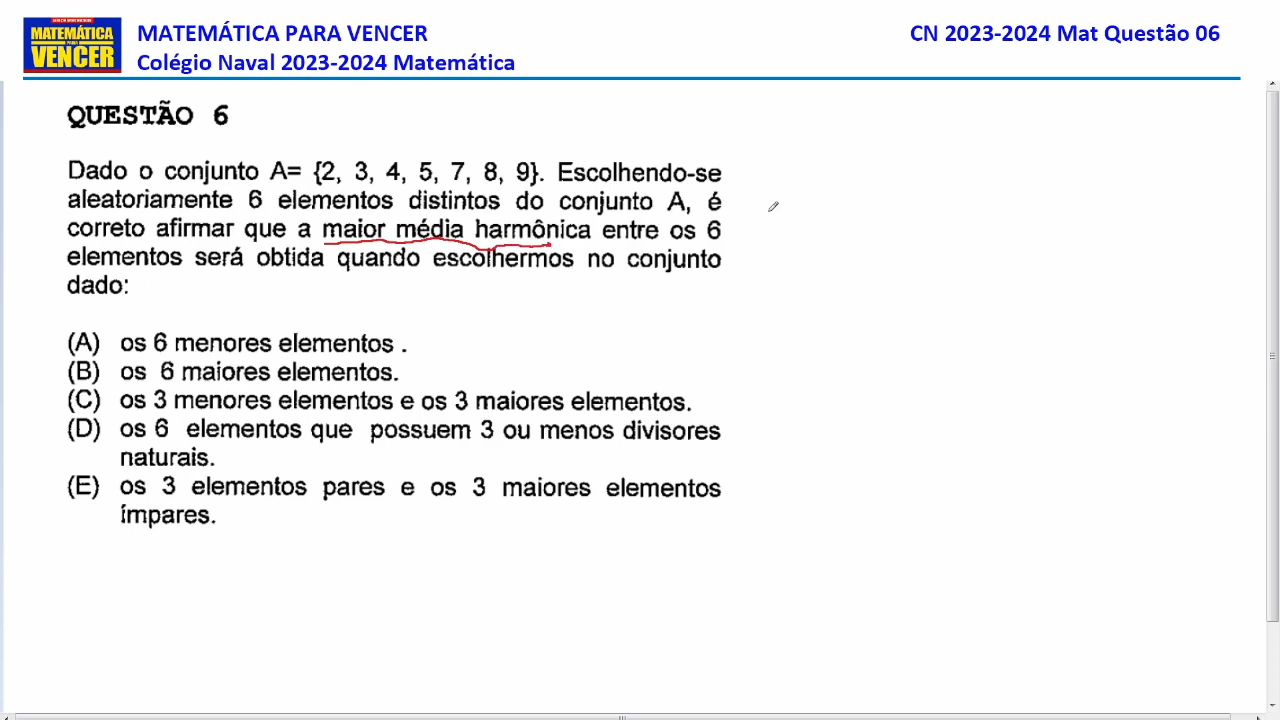 MATEMÁTICA
PARA
VENCER
MATEMÁTICA PARA VENCER
Colégio Naval 2023-2024 Matemática
CN 2023-2024 Mat Questão 06
QUESTÃO 6
Dado o conjunto A= {2, 3, 4, 5, 7, 8, 9}. Escolhendo-se
aleatoriamente 6 elementos distintos do conjunto A, é
correto afirmar que a maior média harmônica entre os 6
elementos será obtida quando escolhermos no conjunto
dado:
(A) os 6 menores elementos .
(B) os 6 maiores elementos.
(C) os 3 menores elementos e os 3 maiores elementos.
(D) os 6 elementos que possuem 3 ou menos divisores
naturais.
(E) os 3 elementos pares e os 3 maiores elementos
ímpares.